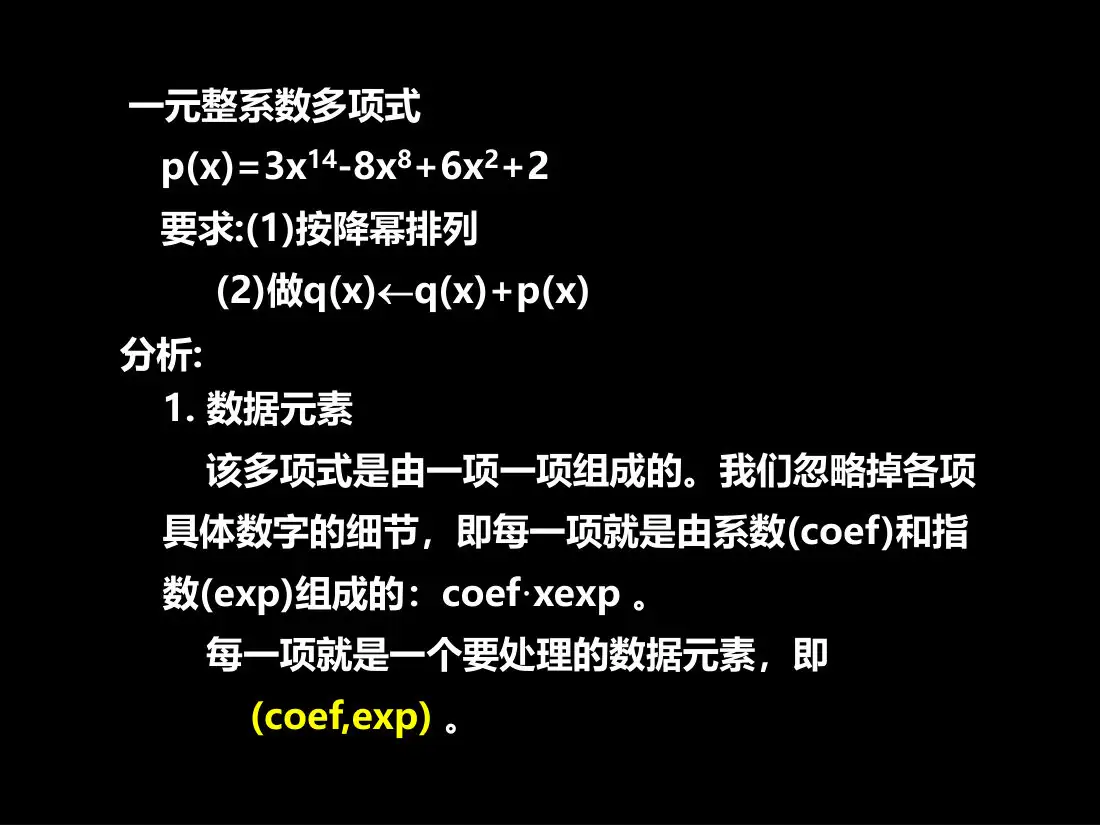 一元整系数多项式
p(x)=3x¹⁴-8x⁸+6x²+2
要求:(1)按降幂排列
(2)做q(x)←q(x)+p(x)
分析:
1. 数据元素
该多项式是由一项一项组成的。我们忽略掉各项
具体数字的细节，即每一项就是由系数(coef)和指
数(exp)组成的：coef·xexp 。
每一项就是一个要处理的数据元素，即
(coef,exp) 。